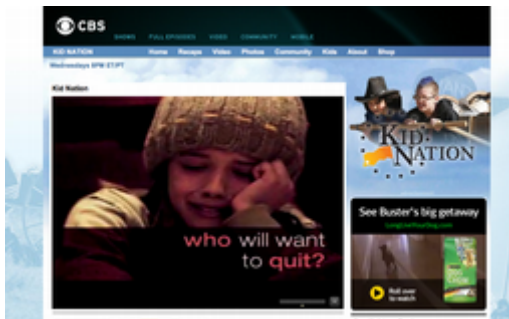 CBS
SHOWS FULL EPISODES VIDEO COMMUNITY MOBILE
KID NATION Home Recaps Video Photos Community Kids About Shop
Wednesdays 8PM ET/PT
Kid Nation
who will want
to quit?
KID
NATION
See Buster's big getaway
LongLiveYourDog.com
Roll over
to watch